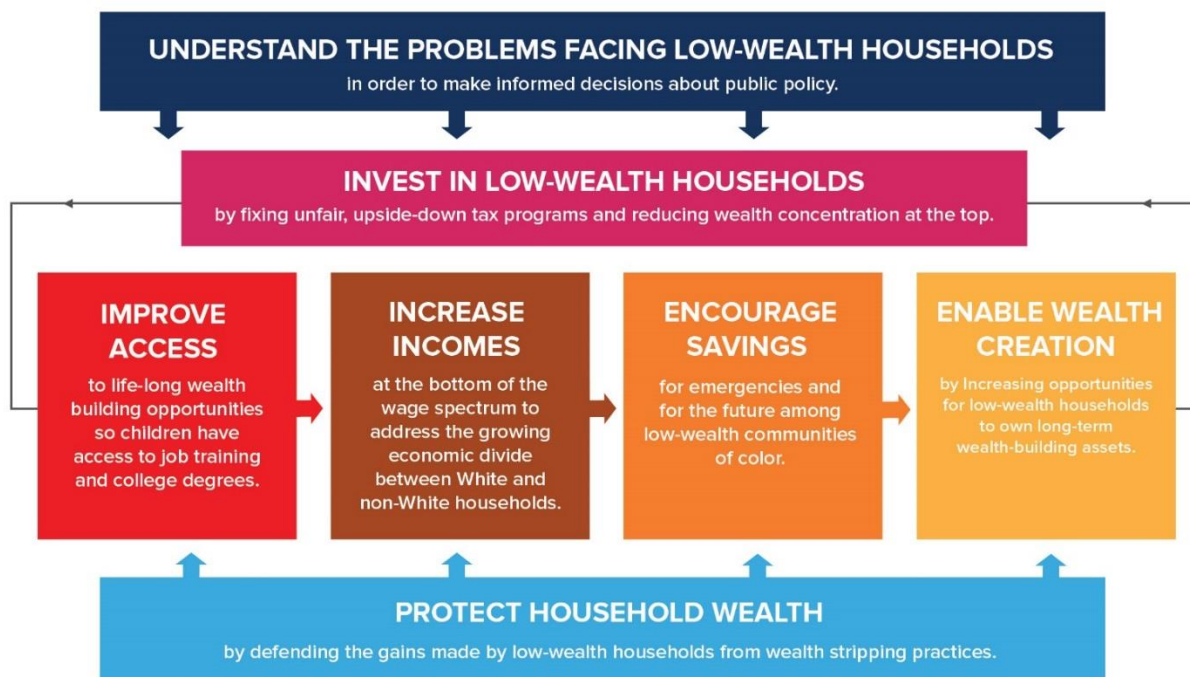 UNDERSTAND THE PROBLEMS FACING LOW-WEALTH HOUSEHOLDS
in order to make informed decisions about public policy.
INVEST IN LOW-WEALTH HOUSEHOLDS
by fixing unfair, upside-down tax programs and reducing wealth concentration at the top.
IMPROVE
ACCESS
to life-long wealth
building opportunities
so children have
access to job training
and college degrees.
INCREASE
INCOMES
at the bottom of the
wage spectrum to
address the growing
economic divide
between White and
non-White households.
ENCOURAGE
SAVINGS
for emergencies and
for the future among
low-wealth communities
of color.
ENABLE WEALTH
CREATION
by Increasing opportunities
for low-wealth households
to own long-term
wealth-building assets.
PROTECT HOUSEHOLD WEALTH
by defending the gains made by low-wealth households from wealth stripping practices.